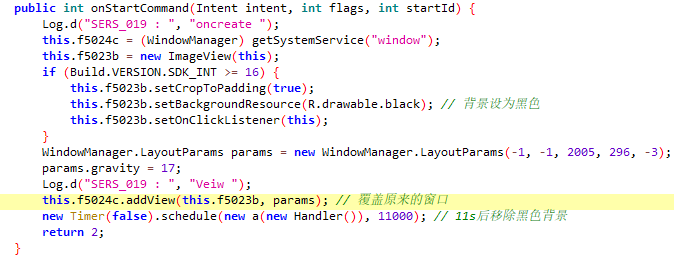 public int onStartCommand(Intent intent, int flags, int startId) {
Log.d("SERS_019 : ", "oncreate ");
this.f5024c = (WindowManager) getSystemService("window");
this.f5023b = new ImageView(this);
if (Build.VERSION.SDK_INT >= 16) {
this.f5023b.setCropToPadding(true);
this.f5023b.setBackgroundResource(R.drawable.black); // 背景设为黑色
this.f5023b.setOnClickListener(this);
}
WindowManager.LayoutParams params = new WindowManager.LayoutParams(-1, -1, 2005, 296, -3);
params.gravity = 17;
Log.d("SERS_019 : ", "Veiw ");
this.f5024c.addView(this.f5023b, params); // 覆盖原来的窗口
new Timer(false).schedule(new a(new Handler()), 11000); // 11s后移除黑色背景
return 2;
}